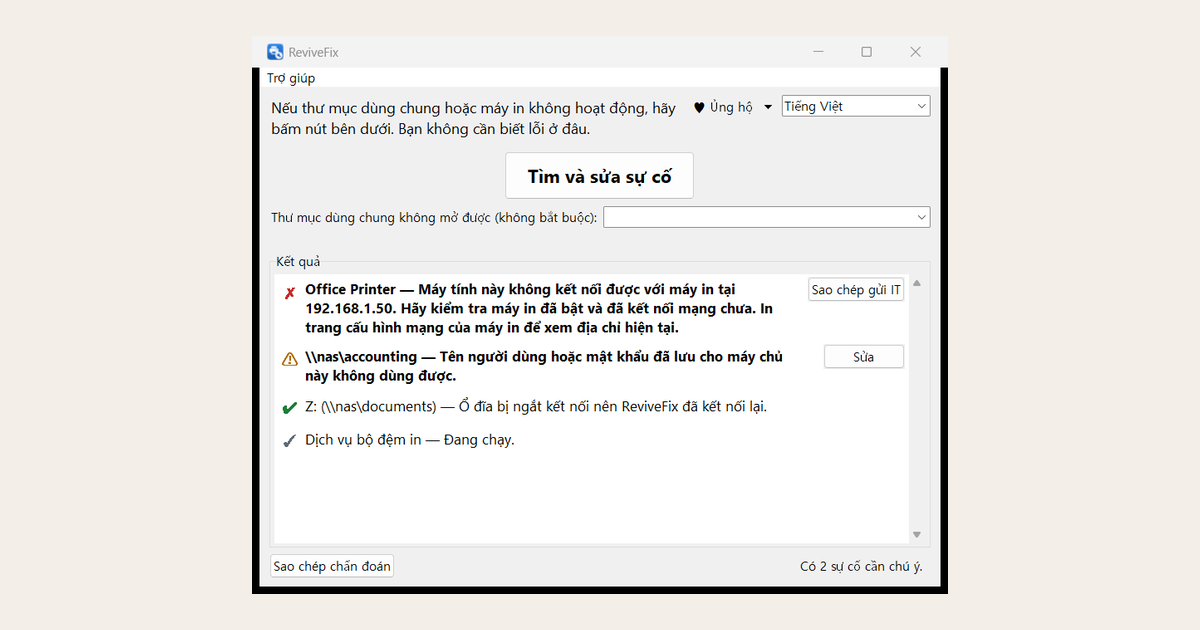 ReviveFix
Trợ giúp
Nếu thư mục dùng chung hoặc máy in không hoạt động, hãy
bấm nút bên dưới. Bạn không cần biết lỗi ở đâu.
♥ Ủng hộ
Tiếng Việt
Tìm và sửa sự cố
Thư mục dùng chung không mở được (không bắt buộc):
Kết quả
Office Printer — Máy tính này không kết nối được với máy in tại
192.168.1.50. Hãy kiểm tra máy in đã bật và đã kết nối mạng chưa. In
trang cấu hình mạng của máy in để xem địa chỉ hiện tại.
Sao chép gửi IT
\\nas\accounting — Tên người dùng hoặc mật khẩu đã lưu cho máy chủ
này không dùng được.
Sửa
Z: (\\nas\documents) — Ổ đĩa bị ngắt kết nối nên ReviveFix đã kết nối lại.
Dịch vụ bộ đệm in — Đang chạy.
Sao chép chẩn đoán
Có 2 sự cố cần chú ý.